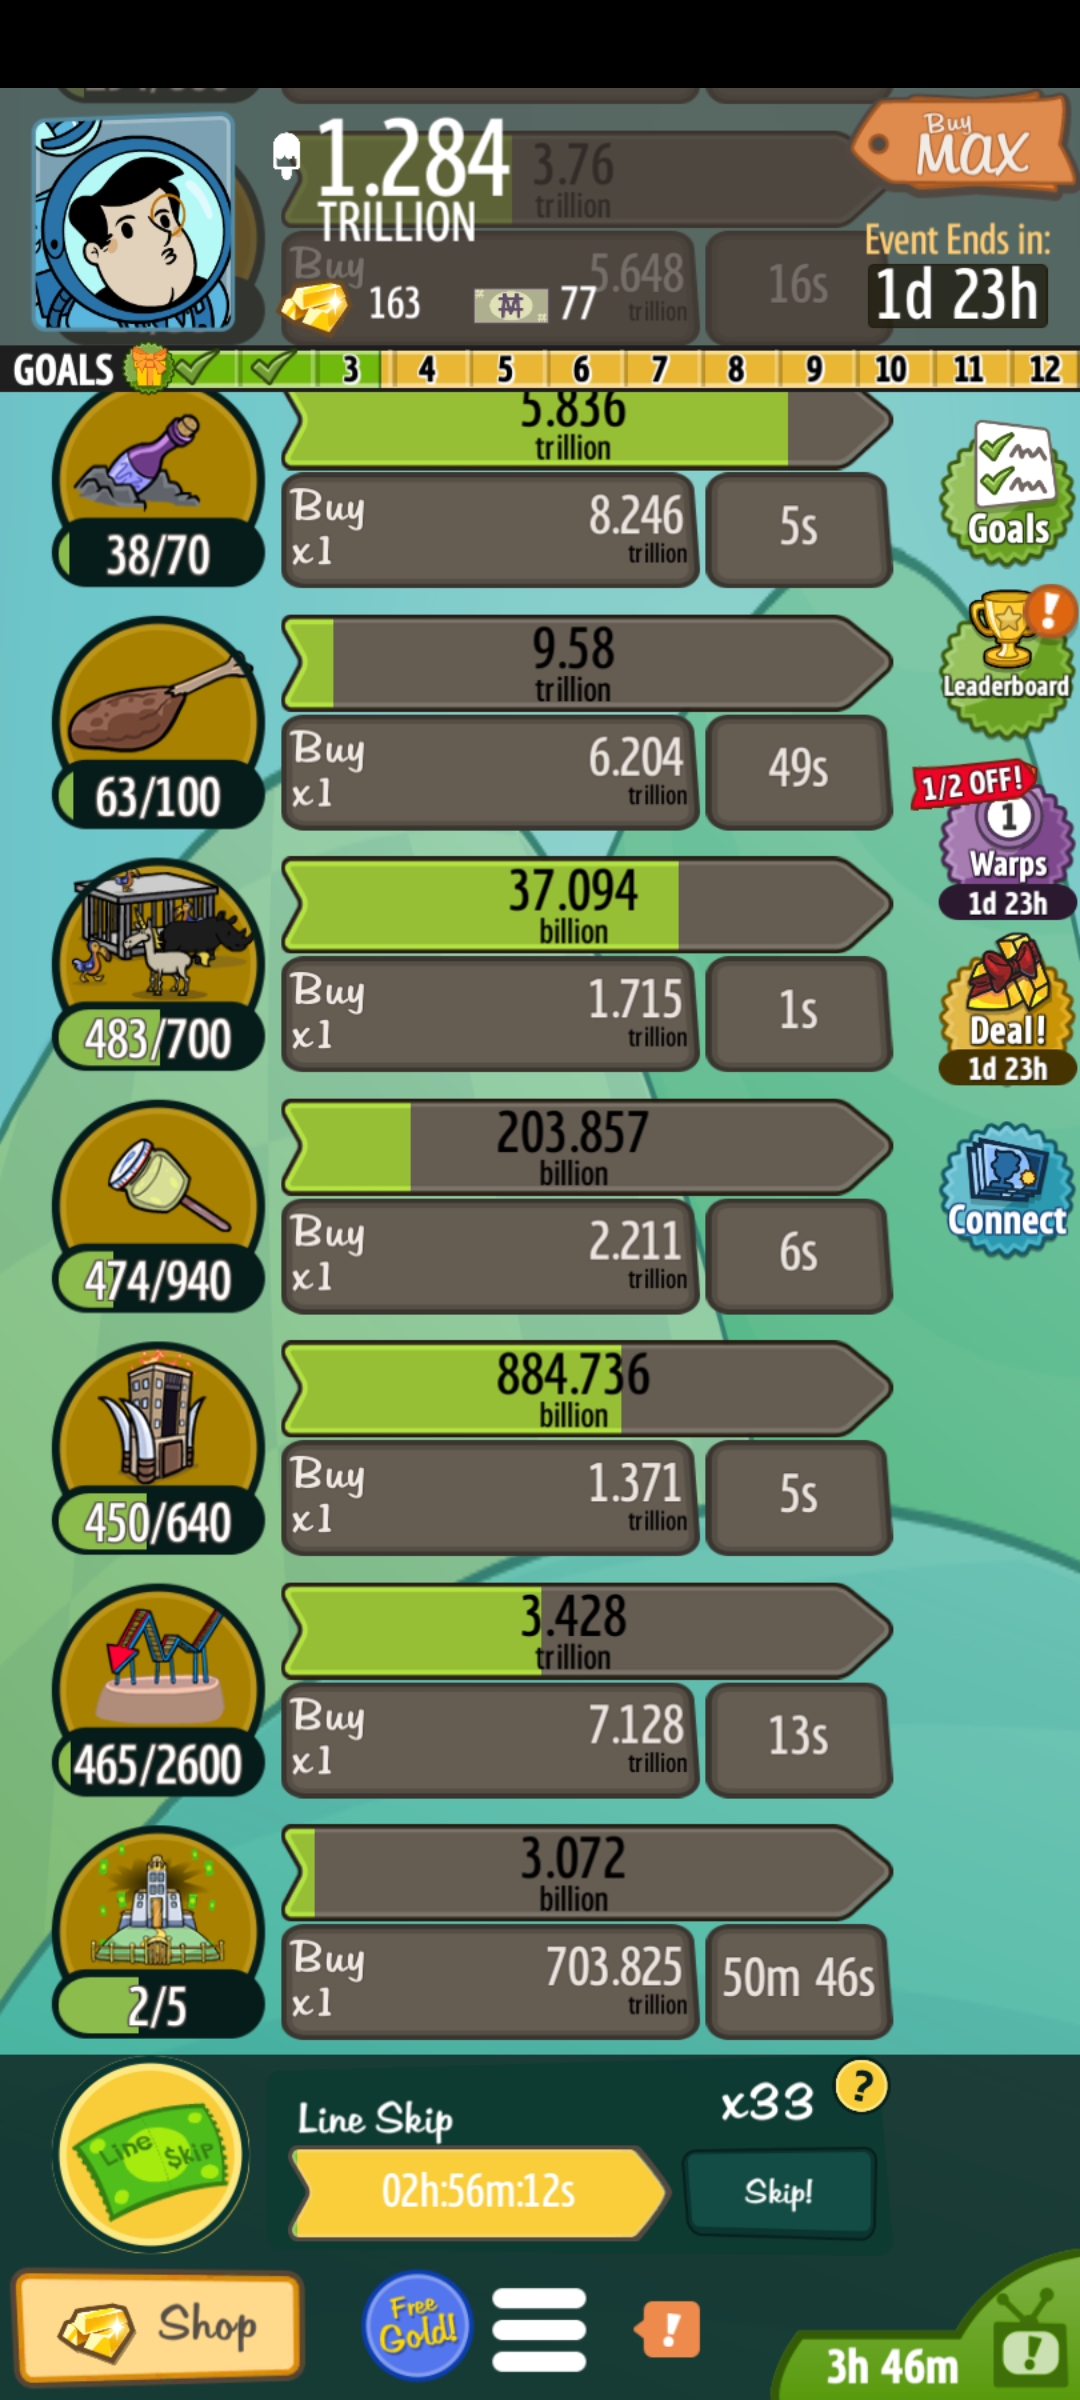 Buy
MAX
1.284
TRILLION
3.76
trillion
Event Ends in:
1d 23h
163
77
Buy
5.648
trillion
16s
GOALS
3
4
5
6
7
8
9
10
11
12
5.836
trillion
38/70
Buy
x1
8.246
trillion
5s
Goals
9.58
trillion
63/100
Buy
x1
6.204
trillion
49s
!
Leaderboard
1/2 OFF!
1
Warps
1d 23h
37.094
billion
483/700
Buy
x1
1.715
trillion
1s
Deal!
1d 23h
203.857
billion
474/940
Buy
x1
2.211
trillion
6s
Connect
884.736
billion
450/640
Buy
x1
1.371
trillion
5s
3.428
trillion
465/2600
Buy
x1
7.128
trillion
13s
3.072
billion
2/5
Buy
x1
703.825
trillion
50m 46s
Line $kip
Line Skip
x33
?
02h:56m:12s
Skip!
Shop
Free
Gold!
!
3h 46m
!